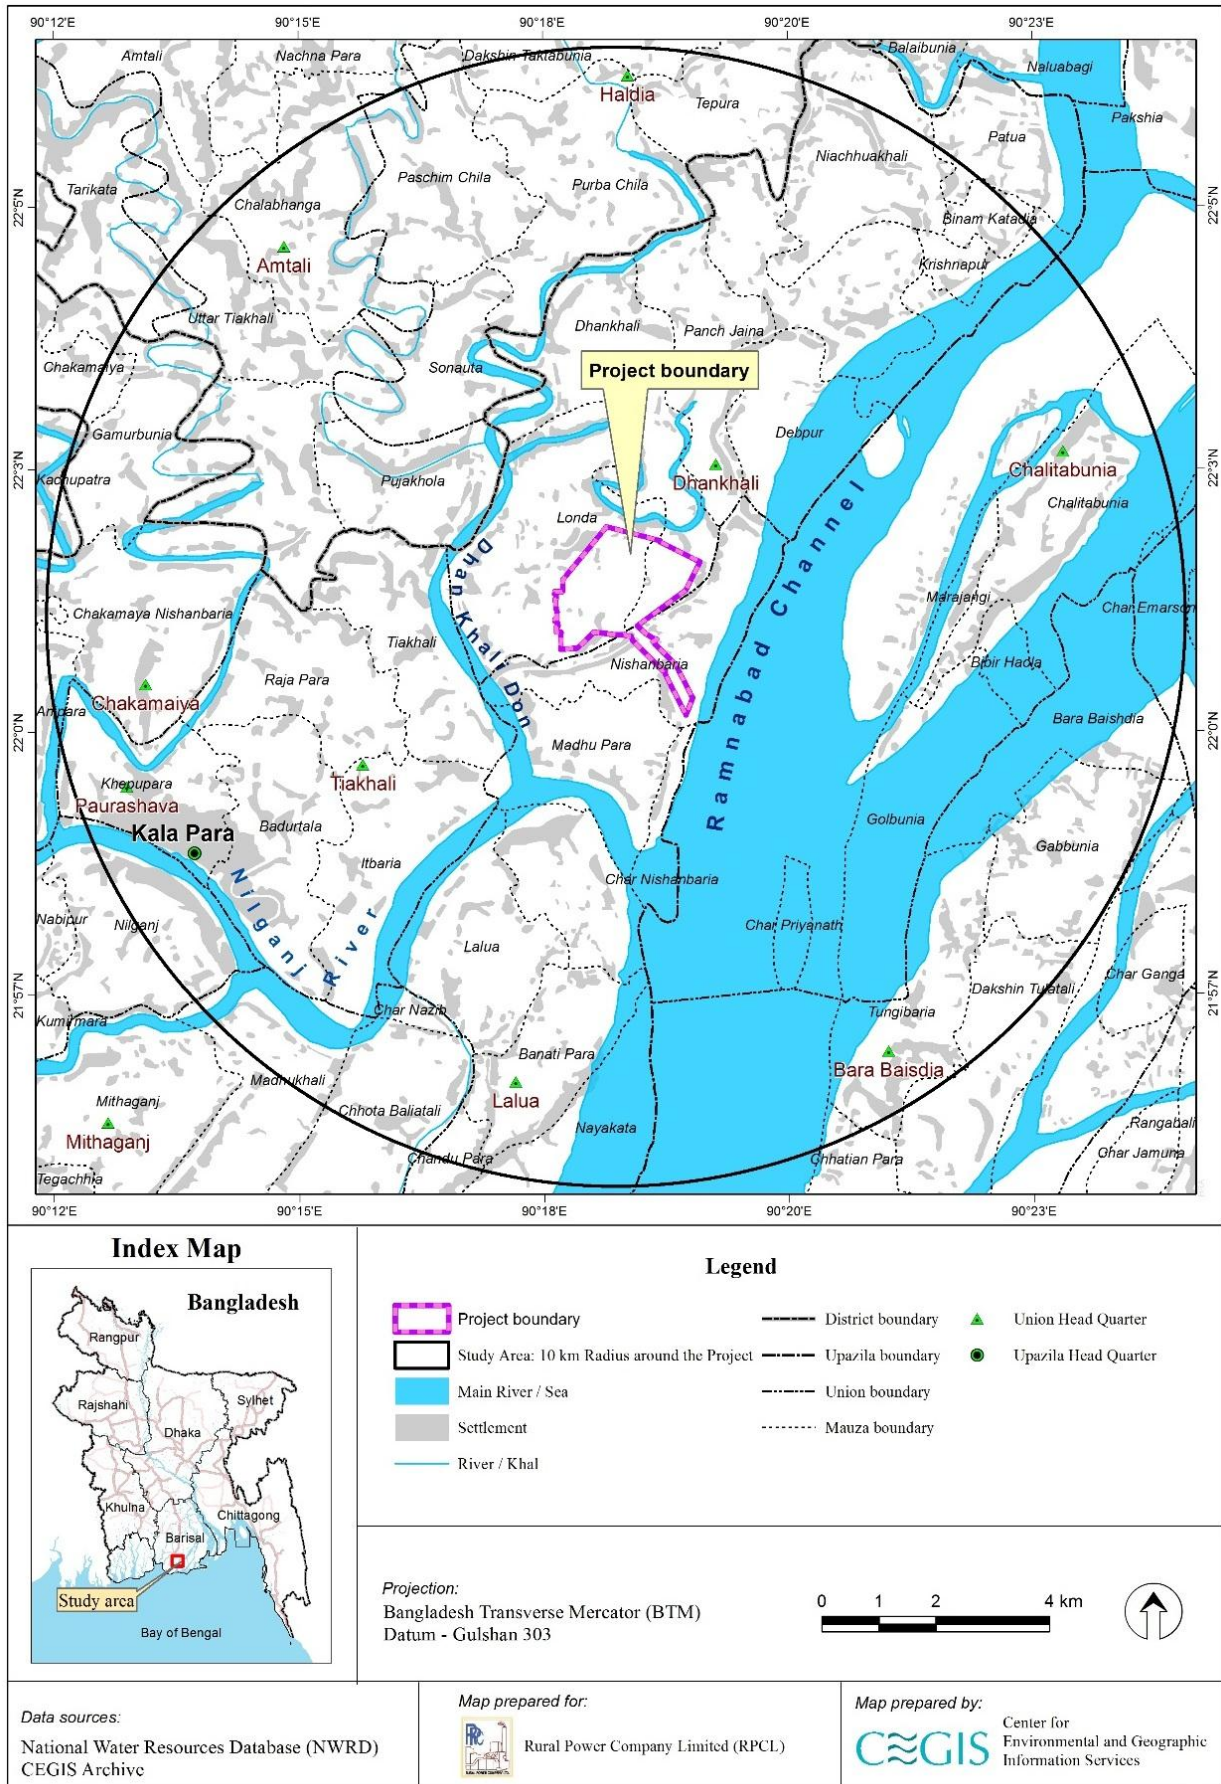 90°12'E 90°15'E 90°18'E 90°20'E 90°23'E
Amtali
Nachna Para
Dakshin Taktabunia
Balaibunia
Naluabagi
Haldia
Tepura
Pakshia
Patua
Niachhuakhali
Paschim Chila
Purba Chila
Tarikata
Chalabhanga
22°5'N
22°5'N
Binam Katadia
Amtali
Krishnapur
Uttar Tiakhali
Dhankhali
Panch Jaina
Chakamaiya
Sonauta
Project boundary
Gamurbunia
Debpur
Chalitabunia
22°3'N
22°3'N
Kachupatra
Pujakhola
Dhankhali
Chalitabunia
Londa
Dhan Khali Don
Ramnabad Channel
Marajangi
Char Emarson
Chakamaya Nishanbaria
Tiakhali
Nishanbaria
Bibir Haola
Raja Para
Chakamaiya
Ampara
Bara Baishdia
22°0'N
22°0'N
Madhu Para
Khepupara
Paurashava
Tiakhali
Kala Para
Badurtala
Golbunia
Gabbunia
Itbaria
Char Nishanbaria
Nilganj River
Nabipur
Nilganj
Char Priyanath
Lalua
Char Ganga
Dakshin Tulatali
21°57'N
21°57'N
Char Nazib
Tungibaria
Kumirmara
Banati Para
Bara Baisdia
Madhukhali
Lalua
Mithaganj
Chhota Baliatali
Mithaganj
Nayakata
Rangabali
Char Jamuna
Chandu Para
Chhatian Para
Tegachhia
90°12'E 90°15'E 90°18'E 90°20'E 90°23'E
Index Map
Bangladesh
Rangpur
Rajshahi
Sylhet
Dhaka
Khulna
Chittagong
Barisal
Study area
Bay of Bengal
Legend
Project boundary
Study Area: 10 km Radius around the Project
Main River / Sea
Settlement
River / Khal
District boundary
Upazila boundary
Union boundary
Mauza boundary
Union Head Quarter
Upazila Head Quarter
Projection:
Bangladesh Transverse Mercator (BTM)
Datum - Gulshan 303
0 1 2 4 km
Data sources:
National Water Resources Database (NWRD)
CEGIS Archive
Map prepared for:
Rural Power Company Limited (RPCL)
Map prepared by:
CEGIS
Center for
Environmental and Geographic
Information Services